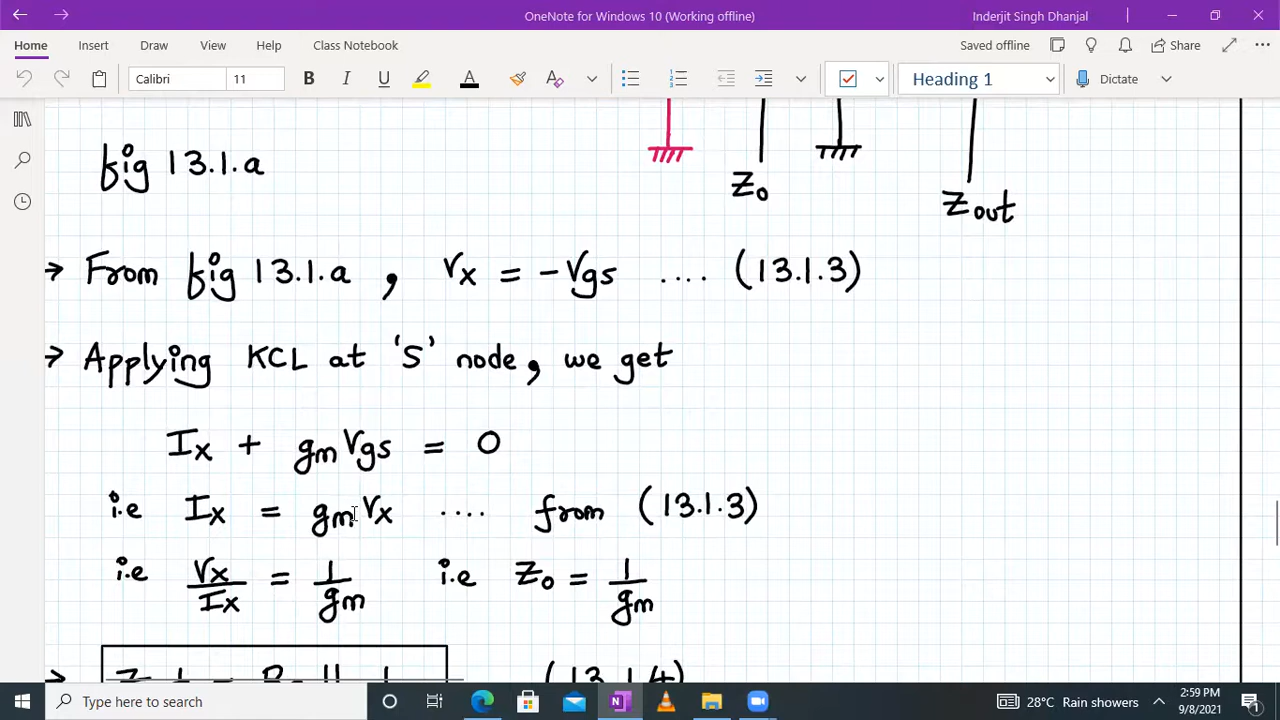 OneNote for Windows 10 (Working offline)
Inderjit Singh Dhanjal
Home Insert Draw View Help Class Notebook
Saved offline
Share
Calibri 11 B I U A A Heading 1 Dictate
fig 13.1.a
Zo
Zout
→ From fig 13.1.a , Vx = -Vgs .... (13.1.3)
→ Applying KCL at 'S' node, we get
Ix + gmVgs = 0
i.e Ix = gmVx .... from (13.1.3)
i.e Vx/Ix = 1/gm i.e Zo = 1/gm
→ (13.1.4)
Type here to search
28°C Rain showers
2:59 PM
9/8/2021